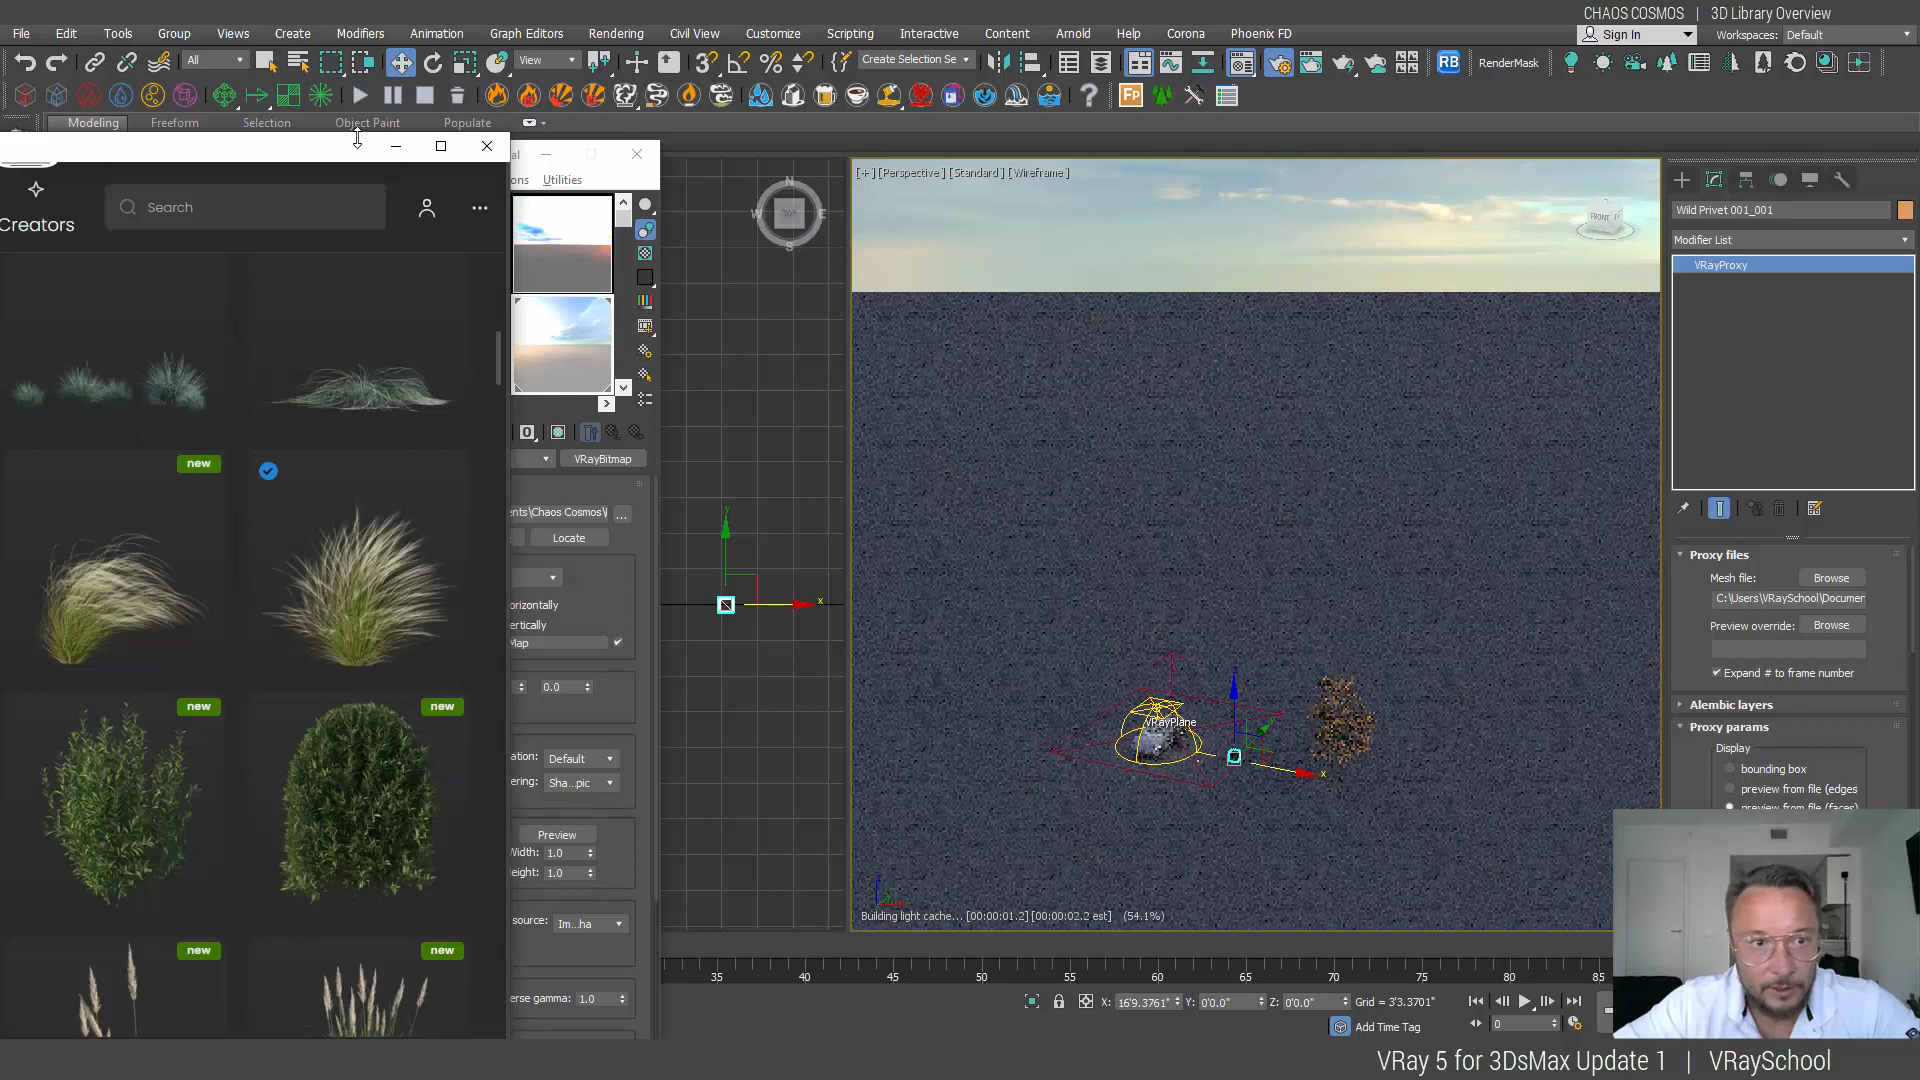 CHAOS COSMOS | 3D Library Overview
File Edit Tools Group Views Create Modifiers Animation Graph Editors Rendering Civil View Customize Scripting Interactive Content Arnold Help Corona Phoenix FD
Sign In Workspaces: Default
All View Create Selection Se RB RenderMask
Fp
Modeling Freeform Selection Object Paint Populate
al
ons Utilities
Creators
Search
new
new
new
new
new
VRayBitmap
ents\Chaos Cosmos\
Locate
orizontally
ertically
Map
0.0
ation: Default
ering: Sha...pic
Preview
Width: 1.0
eight: 1.0
source: Im...ha
erse gamma: 1.0
N
W TOP E
S
y
x
[+] [Perspective] [Standard] [Wireframe]
FRONT
VRayPlane
x
Building light cache... [00:00:01.2] [00:00:02.2 est] (54.1%)
Wild Privet 001_001
Modifier List
VRayProxy
Proxy files
Mesh file: Browse
C:\Users\VRaySchool\Documer
Preview override: Browse
Expand # to frame number
Alembic layers
Proxy params
Display
bounding box
preview from file (edges
preview from file (faces)
35 40 45 50 55 60 65 70 75 80 85
X: 16'9.3761" Y: 0'0.0" Z: 0'0.0" Grid = 3'3.3701"
Add Time Tag
0
VRay 5 for 3DsMax Update 1 | VRaySchool